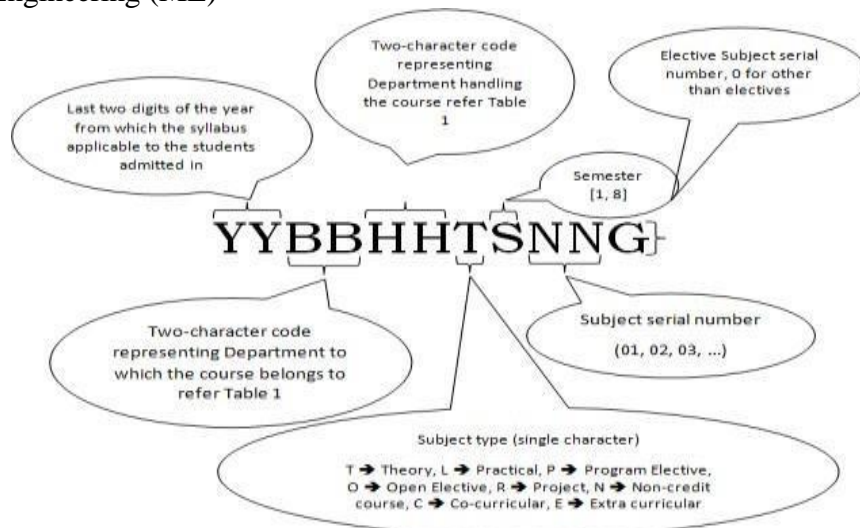 ngineering (ME)
Two-character code
representing
Department handling
the course refer Table
1
Elective Subject serial
number, 0 for other
than electives
Last two digits of the year
from which the syllabus
applicable to the students
admitted in
Semester
[1, 8]
YYBBHHTSNNG
Two-character code
representing Department to
which the course belongs to
refer Table 1
Subject serial number
(01, 02, 03, ...)
Subject type (single character)
T ➔ Theory, L ➔ Practical, P ➔ Program Elective,
O ➔ Open Elective, R ➔ Project, N ➔ Non-credit
course, C ➔ Co-curricular, E ➔ Extra curricular